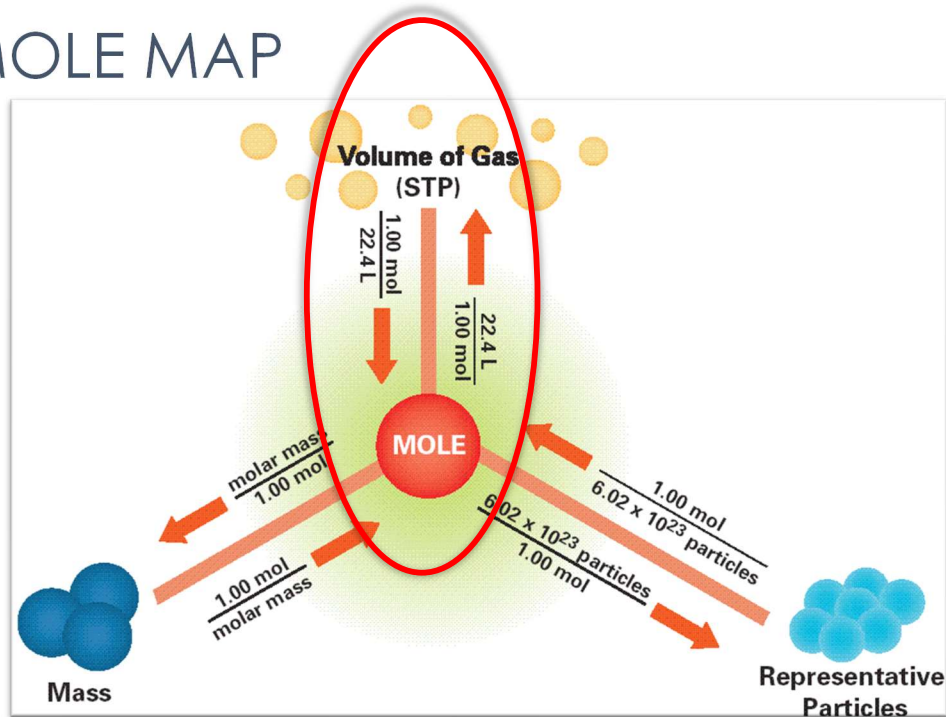 MOLE MAP
Volume of Gas
(STP)
1.00 mol
22.4 L
22.4 L
1.00 mol
MOLE
molar mass
1.00 mol
1.00 mol
molar mass
1.00 mol
6.02 x 10²³ particles
6.02 x 10²³ particles
1.00 mol
Mass
Representative
Particles